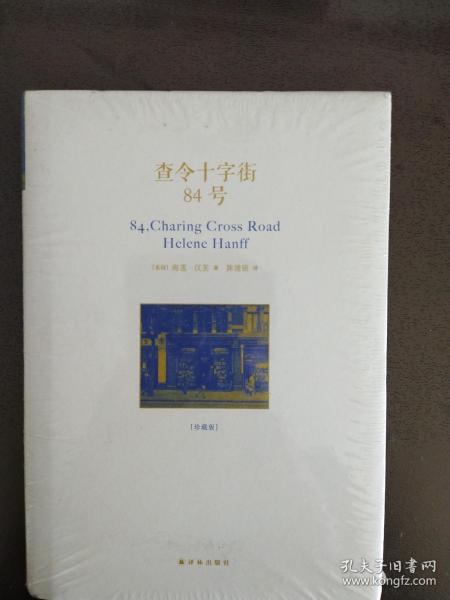 查令十字街
84号
84,Charing Cross Road
Helene Hanff
[美国] 海莲·汉芙 著 陈建铭 译
[珍藏版]
译林出版社
孔夫子旧书网
www.kongfz.com